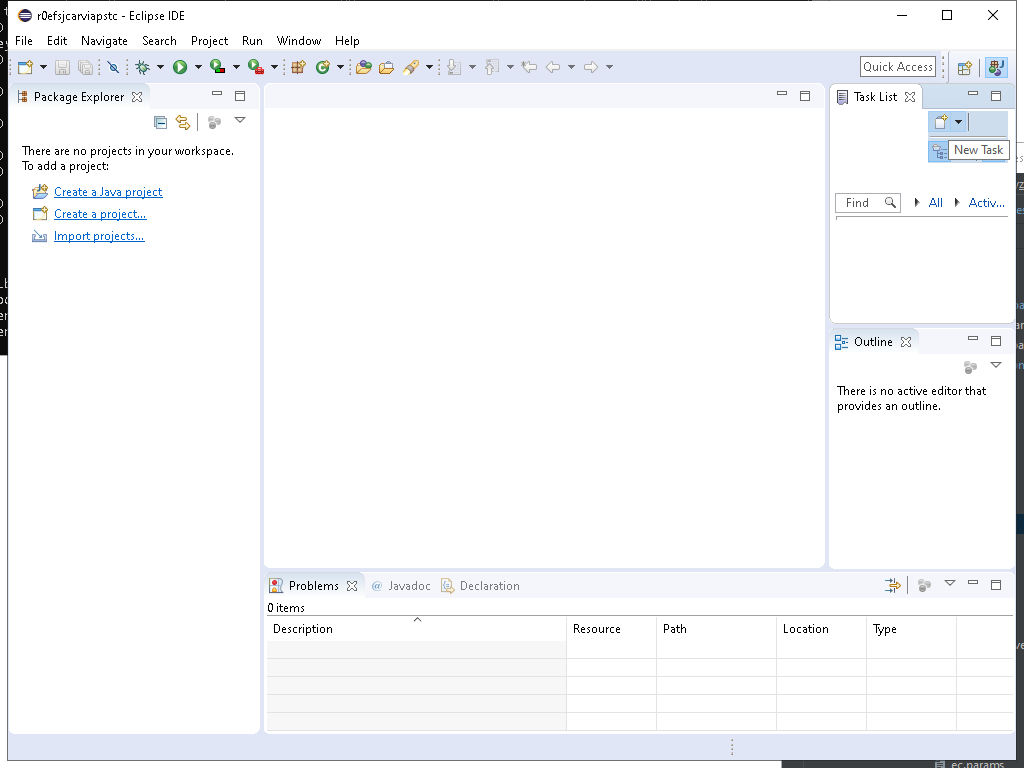 r0efsjcarviapstc - Eclipse IDE
File Edit Navigate Search Project Run Window Help
Quick Access
Package Explorer
Task List
New Task
There are no projects in your workspace.
To add a project:
Create a Java project
Create a project...
Import projects...
Find All Activ...
Outline
There is no active editor that
provides an outline.
Problems @ Javadoc Declaration
0 items
Description Resource Path Location Type
ec.params